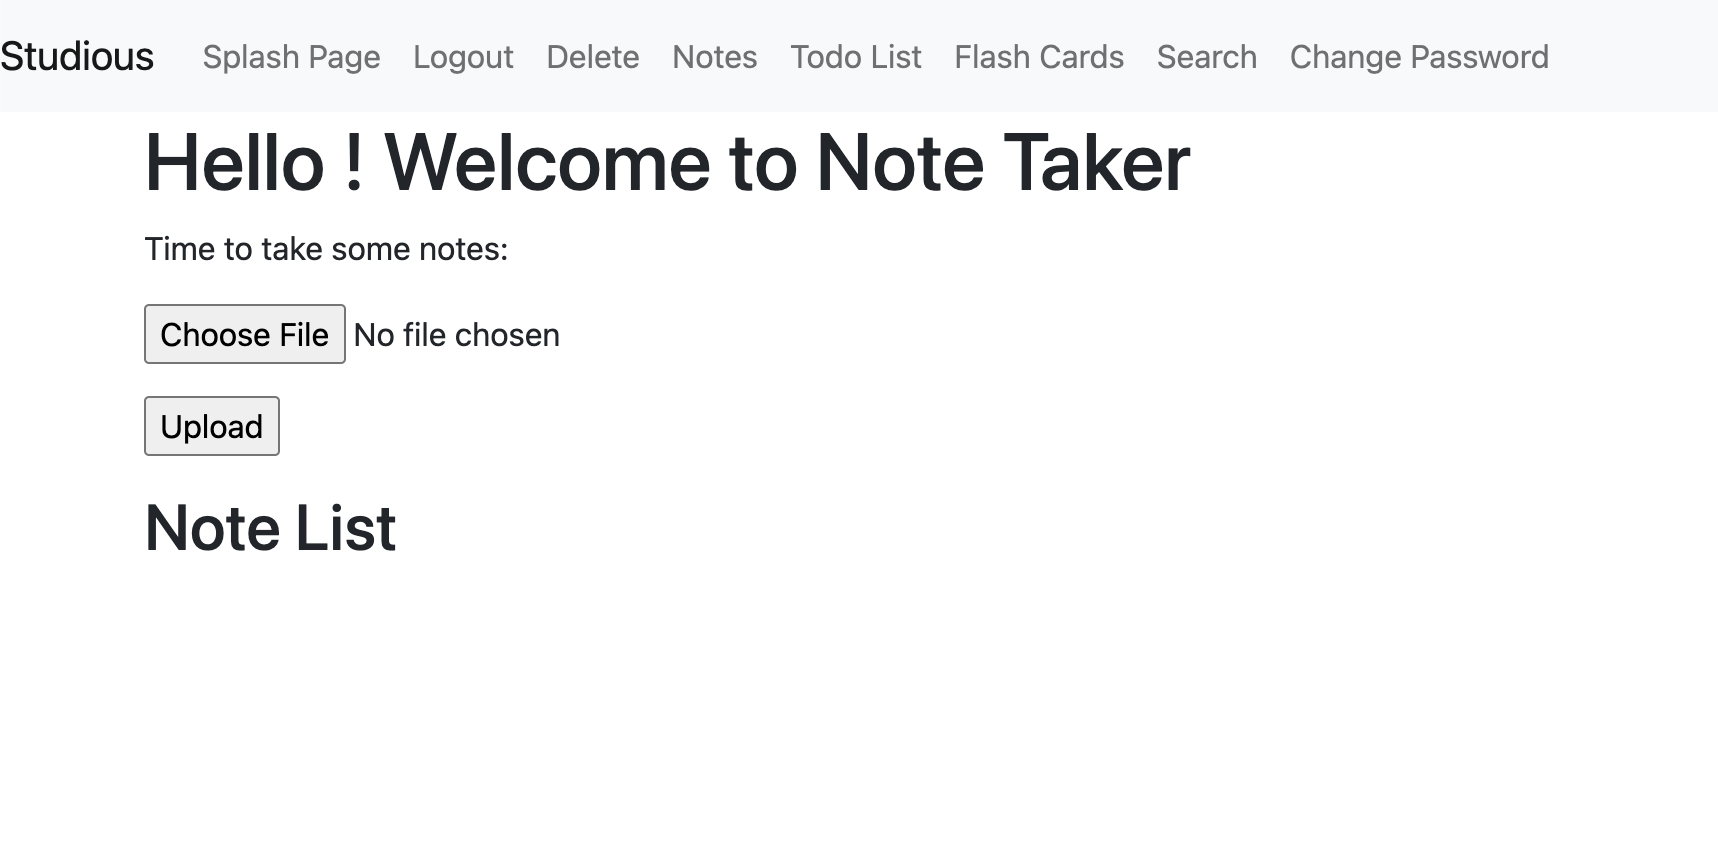 Studious Splash Page Logout Delete Notes Todo List Flash Cards Search Change Password
Hello ! Welcome to Note Taker
Time to take some notes:
Choose File No file chosen
Upload
Note List